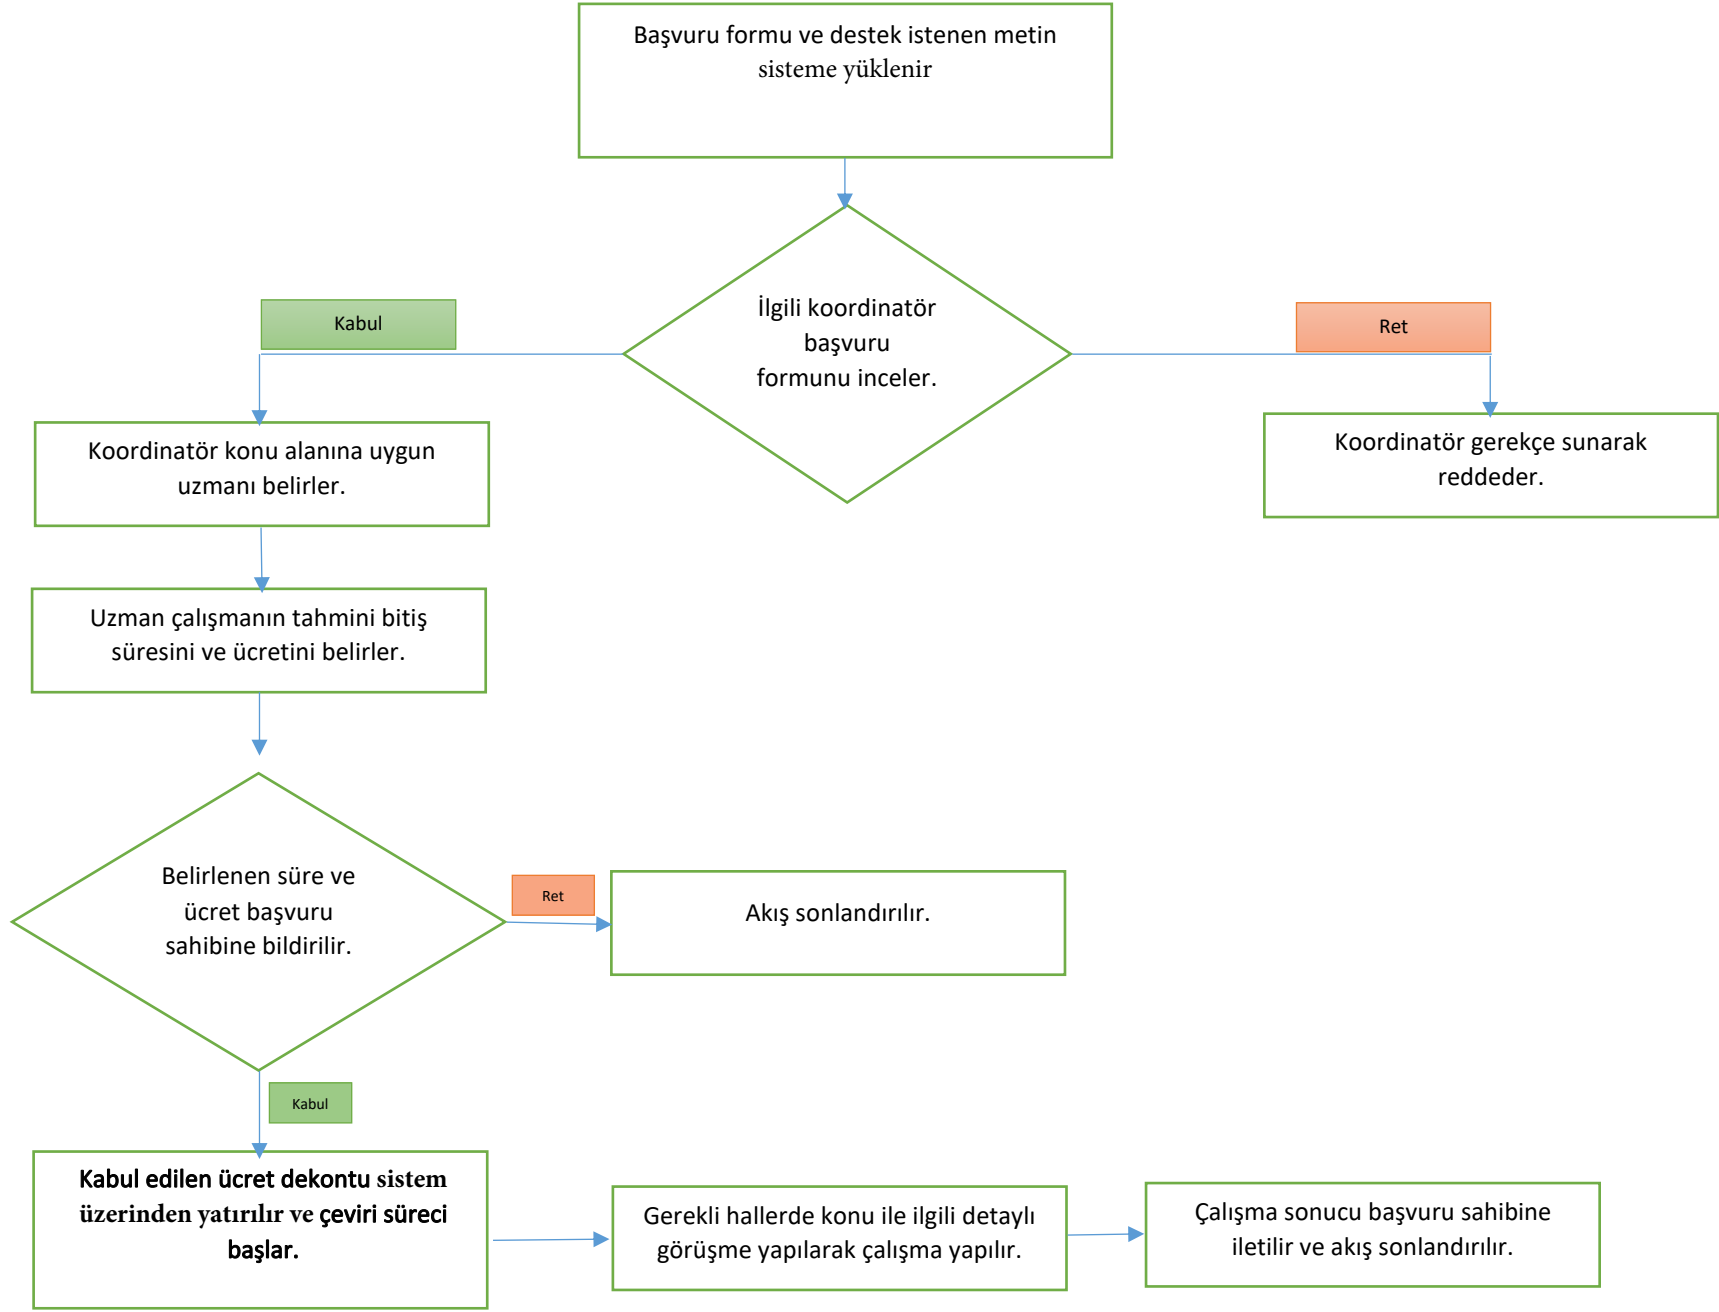 Başvuru formu ve destek istenen metin
sisteme yüklenir
İlgili koordinatör
başvuru
formunu inceler.
Kabul
Ret
Koordinatör konu alanına uygun
uzmanı belirler.
Koordinatör gerekçe sunarak
reddeder.
Uzman çalışmanın tahmini bitiş
süresini ve ücretini belirler.
Belirlenen süre ve
ücret başvuru
sahibine bildirilir.
Ret
Akış sonlandırılır.
Kabul
Kabul edilen ücret dekontu sistem
üzerinden yatırılır ve çeviri süreci
başlar.
Gerekli hallerde konu ile ilgili detaylı
görüşme yapılarak çalışma yapılır.
Çalışma sonucu başvuru sahibine
iletilir ve akış sonlandırılır.